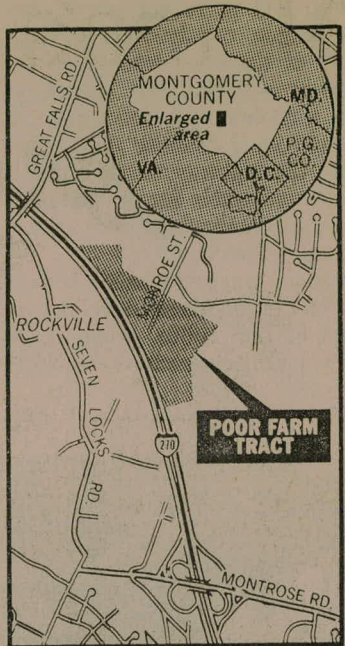 MONTGOMERY
COUNTY
Enlarged
area
MD.
P.G.
CO.
VA.
D.C.
GREAT FALLS RD.
MONROE ST.
ROCKVILLE
SEVEN LOCKS RD.
POOR FARM
TRACT
270
MONTROSE RD.